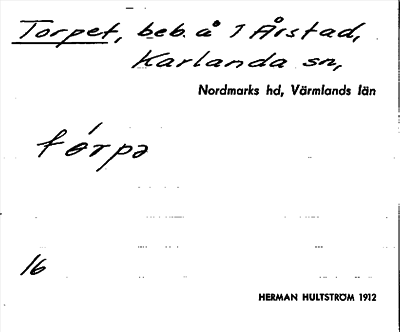 Torpet, beb. å 1 Årstad,
Karlanda sn,
Nordmarks hd, Värmlands län
tórpə
16
HERMAN HULTSTRÖM 1912